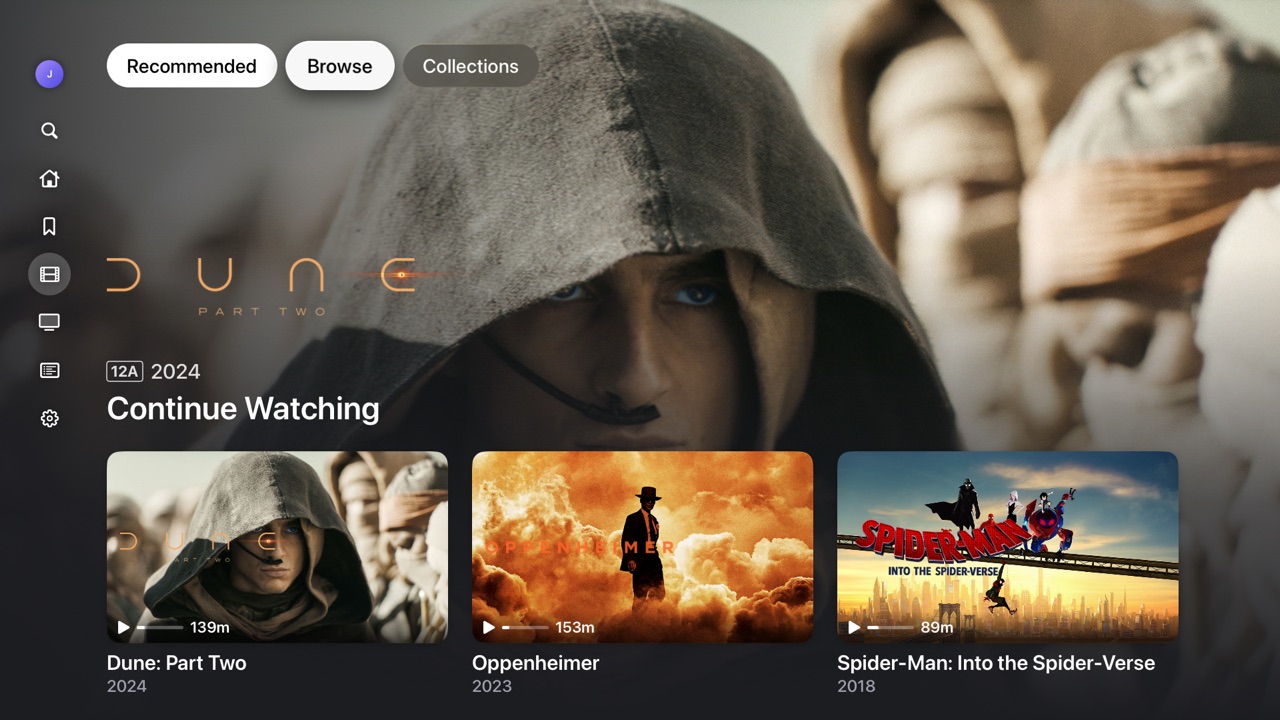 J
Recommended
Browse
Collections
DUNE
PART TWO
12A 2024
Continue Watching
DUNE
PART TWO
139m
OPPENHEIMER
153m
SPIDER-MAN
INTO THE SPIDER-VERSE
89m
Dune: Part Two
2024
Oppenheimer
2023
Spider-Man: Into the Spider-Verse
2018